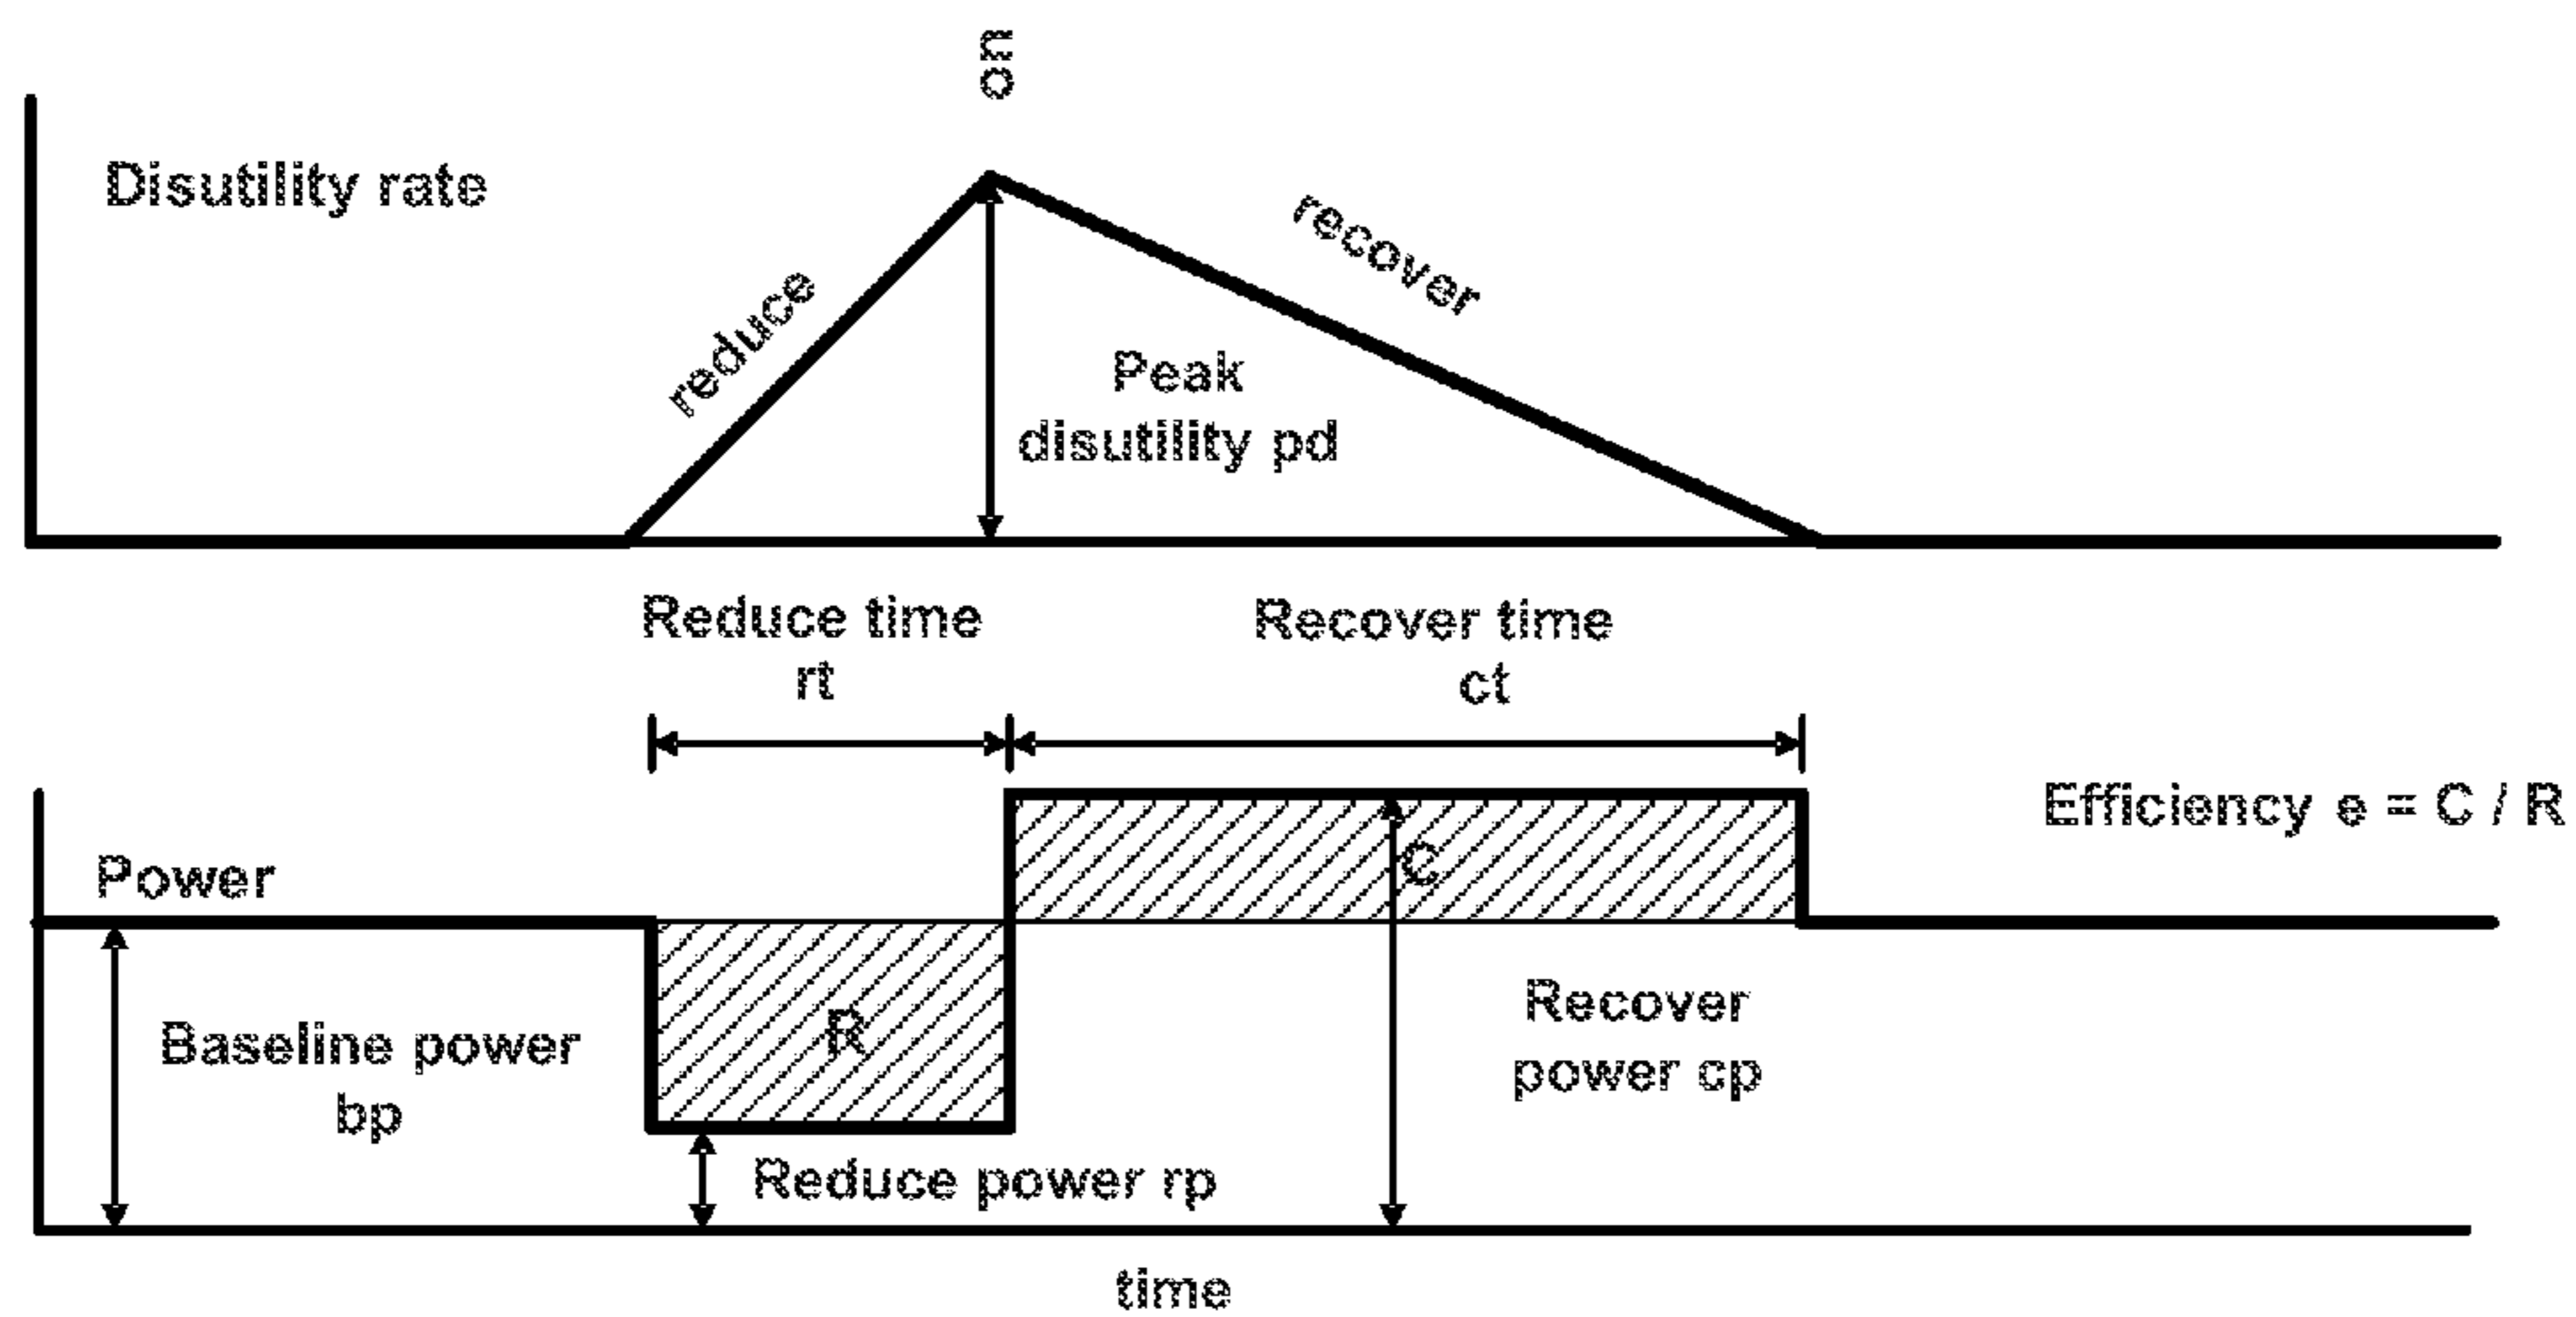 on
Disutility rate
reduce
recover
Peak
disutility pd
Reduce time
rt
Recover time
ct
Efficiency e = C / R
Power
C
Baseline power
bp
R
Recover
power cp
Reduce power rp
time